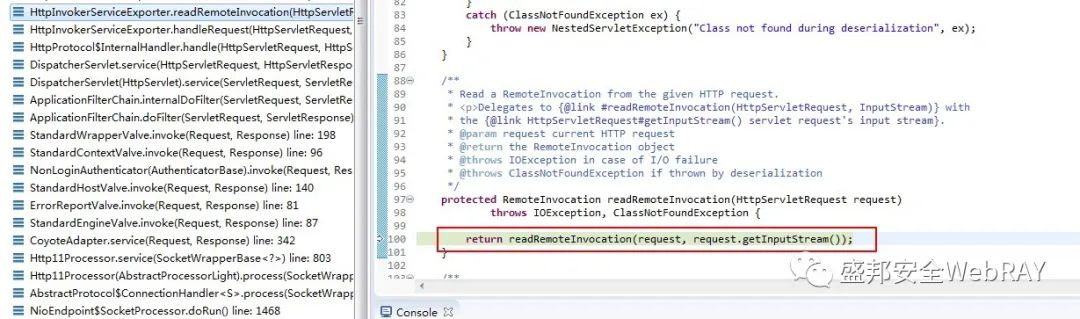 HttpInvokerServiceExporter.readRemoteInvocation(HttpServletF
HttpInvokerServiceExporter.handleRequest(HttpServletRequest,
HttpProtocol$InternalHandler.handle(HttpServletRequest, HttpSe
DispatcherServlet.service(HttpServletRequest, HttpServletRespo
DispatcherServlet(HttpServlet).service(ServletRequest, ServletRe
ApplicationFilterChain.internalDoFilter(ServletRequest, ServletRes
ApplicationFilterChain.doFilter(ServletRequest, ServletResponse)
StandardWrapperValve.invoke(Request, Response) line: 198
StandardContextValve.invoke(Request, Response) line: 96
NonLoginAuthenticator(AuthenticatorBase).invoke(Request, Res
StandardHostValve.invoke(Request, Response) line: 140
ErrorReportValve.invoke(Request, Response) line: 81
StandardEngineValve.invoke(Request, Response) line: 87
CoyoteAdapter.service(Request, Response) line: 342
Http11Processor.service(SocketWrapperBase<?>) line: 803
Http11Processor(AbstractProcessorLight).process(SocketWrappe
AbstractProtocol$ConnectionHandler<S>.process(SocketWrapp
NioEndpoint$SocketProcessor.doRun() line: 1468
82 }
83 catch (ClassNotFoundException ex) {
84 throw new NestedServletException("Class not found during deserialization", ex);
85 }
86 }
87
88 /**
89 * Read a RemoteInvocation from the given HTTP request.
90 * <p>Delegates to {@link #readRemoteInvocation(HttpServletRequest, InputStream)} with
91 * the {@link HttpServletRequest#getInputStream() servlet request's input stream}.
92 * @param request current HTTP request
93 * @return the RemoteInvocation object
94 * @throws IOException in case of I/O failure
95 * @throws ClassNotFoundException if thrown by deserialization
96 */
97 protected RemoteInvocation readRemoteInvocation(HttpServletRequest request)
98 throws IOException, ClassNotFoundException {
99
100 return readRemoteInvocation(request, request.getInputStream());
101 }
102
103 /**
盛邦安全WebRAY
Console